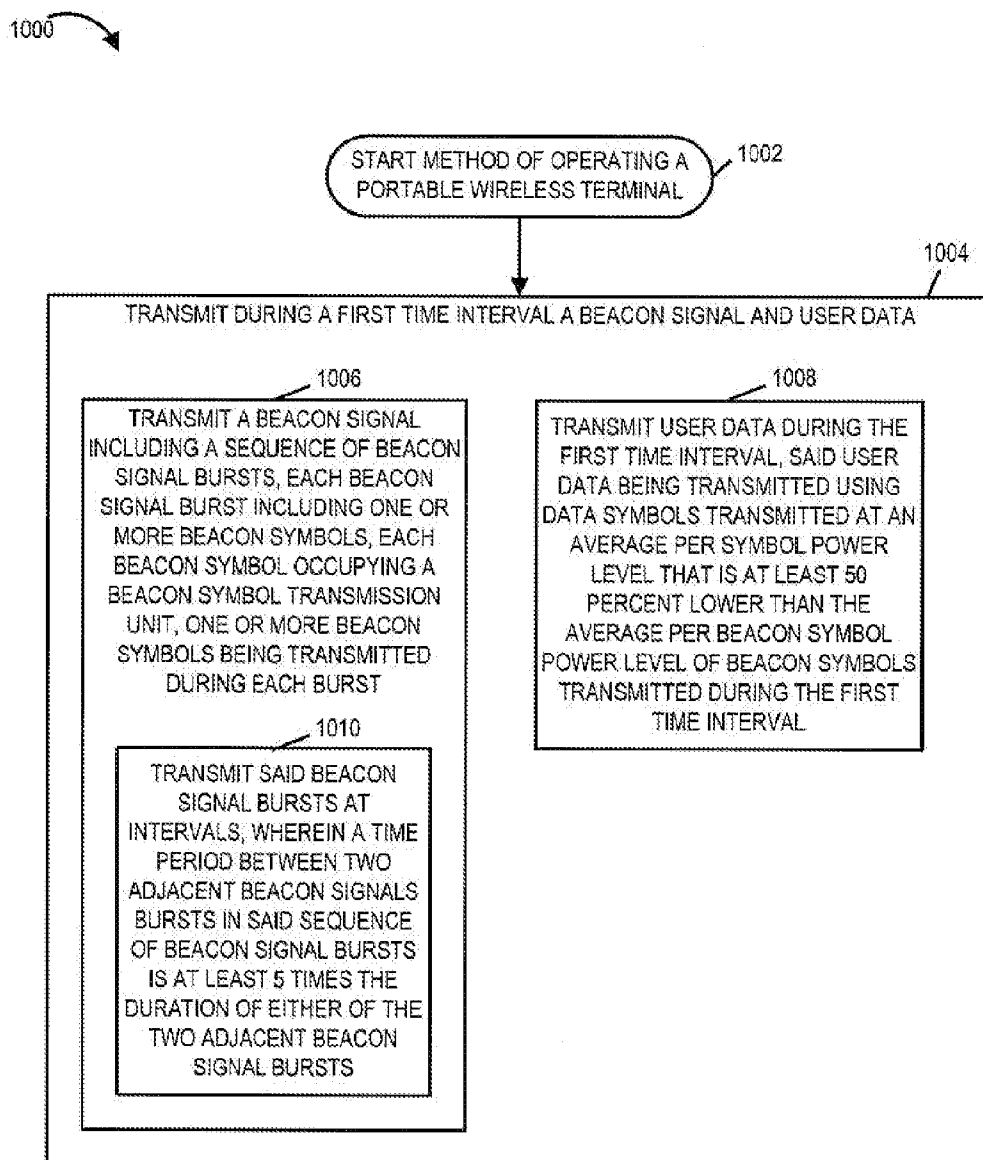 1000
START METHOD OF OPERATING A
PORTABLE WIRELESS TERMINAL
1002
1004
TRANSMIT DURING A FIRST TIME INTERVAL A BEACON SIGNAL AND USER DATA
1006
TRANSMIT A BEACON SIGNAL
INCLUDING A SEQUENCE OF BEACON
SIGNAL BURSTS, EACH BEACON
SIGNAL BURST INCLUDING ONE OR
MORE BEACON SYMBOLS, EACH
BEACON SYMBOL OCCUPYING A
BEACON SYMBOL TRANSMISSION
UNIT, ONE OR MORE BEACON
SYMBOLS BEING TRANSMITTED
DURING EACH BURST
1010
TRANSMIT SAID BEACON
SIGNAL BURSTS AT
INTERVALS, WHEREIN A TIME
PERIOD BETWEEN TWO
ADJACENT BEACON SIGNALS
BURSTS IN SAID SEQUENCE
OF BEACON SIGNAL BURSTS
IS AT LEAST 5 TIMES THE
DURATION OF EITHER OF THE
TWO ADJACENT BEACON
SIGNAL BURSTS
1008
TRANSMIT USER DATA DURING THE
FIRST TIME INTERVAL, SAID USER
DATA BEING TRANSMITTED USING
DATA SYMBOLS TRANSMITTED AT AN
AVERAGE PER SYMBOL POWER
LEVEL THAT IS AT LEAST 50
PERCENT LOWER THAN THE
AVERAGE PER BEACON SYMBOL
POWER LEVEL OF BEACON SYMBOLS
TRANSMITTED DURING THE FIRST
TIME INTERVAL